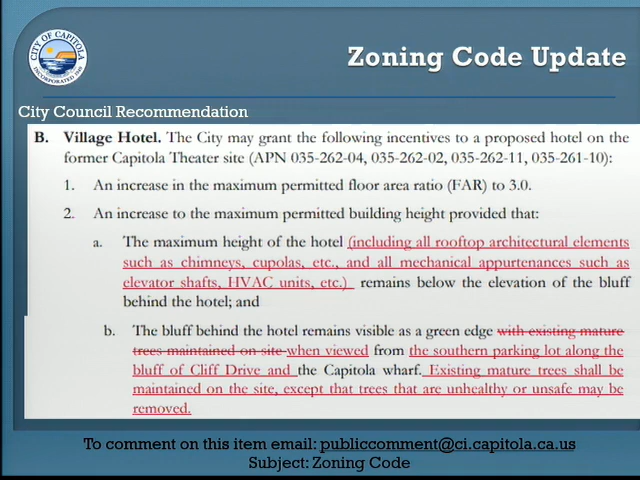 CITY OF CAPITOLA
INCORPORATED 1949
Zoning Code Update
City Council Recommendation
B. Village Hotel. The City may grant the following incentives to a proposed hotel on the
former Capitola Theater site (APN 035-262-04, 035-262-02, 035-262-11, 035-261-10):
1. An increase in the maximum permitted floor area ratio (FAR) to 3.0.
2. An increase to the maximum permitted building height provided that:
a. The maximum height of the hotel (including all rooftop architectural elements
such as chimneys, cupolas, etc., and all mechanical appurtenances such as
elevator shafts, HVAC units, etc.) remains below the elevation of the bluff
behind the hotel; and
b. The bluff behind the hotel remains visible as a green edge with existing mature
trees maintained on site when viewed from the southern parking lot along the
bluff of Cliff Drive and the Capitola wharf. Existing mature trees shall be
maintained on the site, except that trees that are unhealthy or unsafe may be
removed.
To comment on this item email: publiccomment@ci.capitola.ca.us
Subject: Zoning Code